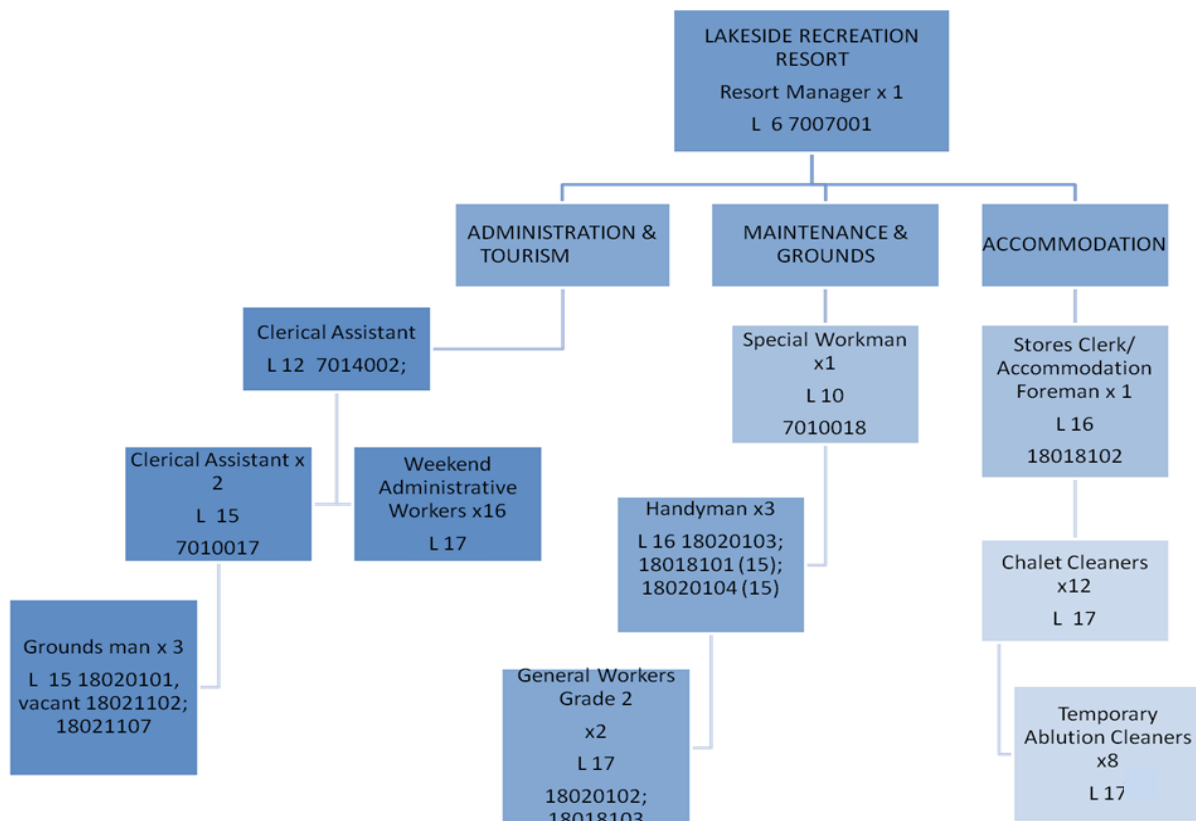 LAKESIDE RECREATION
RESORT
Resort Manager x 1
L  6 7007001
ADMINISTRATION &
TOURISM
MAINTENANCE &
GROUNDS
ACCOMMODATION
Clerical Assistant
L 12  7014002;
Clerical Assistant x
2
L  15
7010017
Weekend
Administrative
Workers x16
L 17
Grounds man x 3
L  15 18020101,
vacant 18021102;
18021107
Special Workman
x1
L 10
7010018
Handyman x3
L 16 18020103;
18018101 (15);
18020104 (15)
General Workers
Grade 2
x2
L 17
18020102;
18018103
Stores Clerk/
Accommodation
Foreman x 1
L 16
18018102
Chalet Cleaners
x12
L  17
Temporary
Ablution Cleaners
x8
L 17